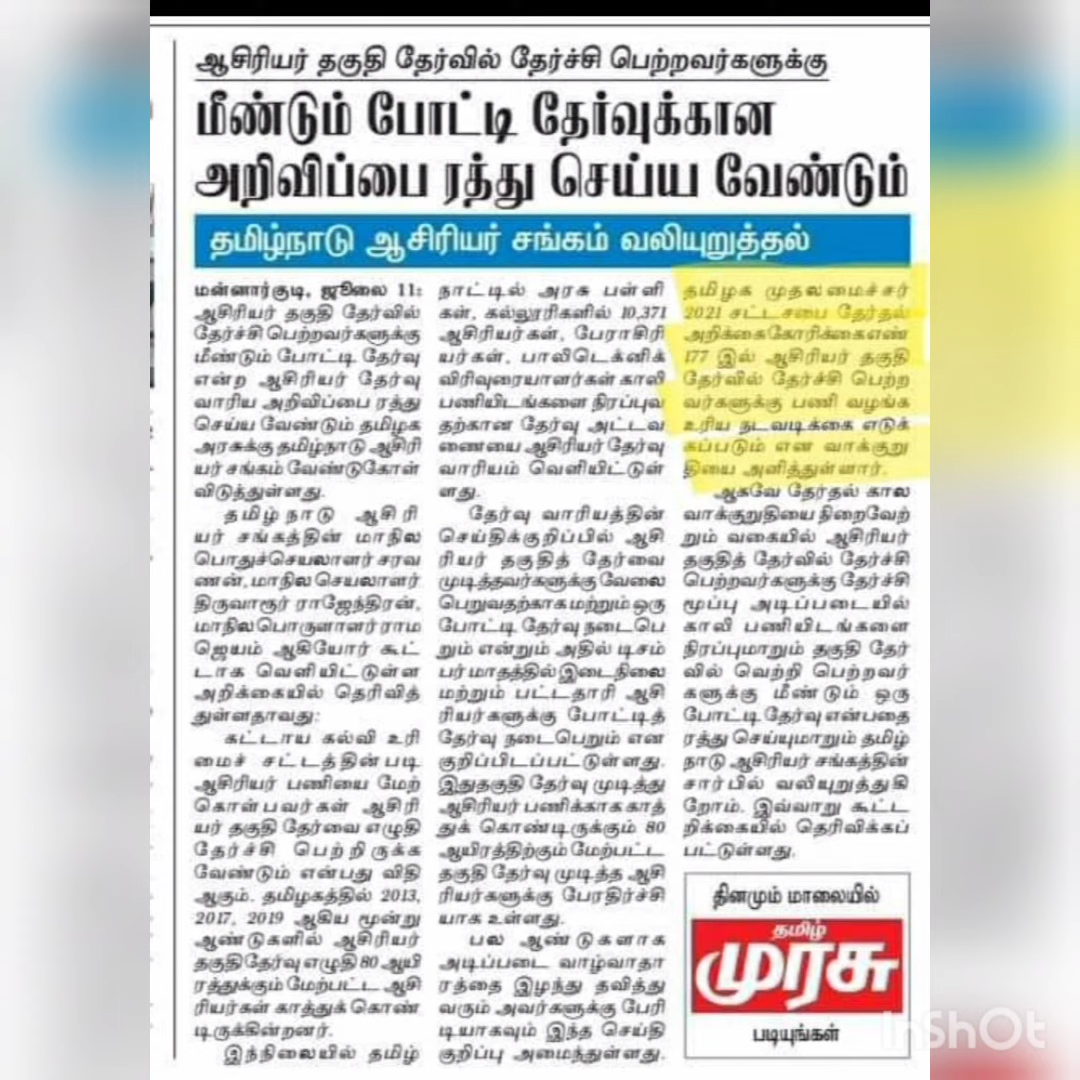 ஆசிரியர் தகுதி தேர்வில் தேர்ச்சி பெற்றவர்களுக்கு
மீண்டும் போட்டி தேர்வுக்கான
அறிவிப்பை ரத்து செய்ய வேண்டும்
தமிழ்நாடு ஆசிரியர் சங்கம் வலியுறுத்தல்
மன்னார்குடி, ஜூலை 11:
ஆசிரியர் தகுதி தேர்வில்
தேர்ச்சி பெற்றவர்களுக்கு
மீண்டும் போட்டி தேர்வு
என்ற ஆசிரியர் தேர்வு
வாரிய அறிவிப்பை ரத்து
செய்ய வேண்டும் தமிழக
அரசுக்கு தமிழ்நாடு ஆசிரி
யர் சங்கம் வேண்டுகோள்
விடுத்துள்ளது.
தமிழ் நாடு ஆசிரி
யர் சங்கத்தின் மாநில
பொதுச்செயலாளர் சரவ
ணன், மாநில செயலாளர்
திருவாரூர் ராஜேந்திரன்,
மாநில பொருளாளர் ராம
ஜெயம் ஆகியோர் கூட்
டாக வெளியிட்டுள்ள
அறிக்கையில் தெரிவித்
துள்ளதாவது:
கட்டாய கல்வி உரி
மைச் சட்டத்தின் படி
ஆசிரியர் பணியை மேற்
கொள்பவர்கள் ஆசிரி
யர் தகுதி தேர்வை எழுதி
தேர்ச்சி பெற்றிருக்க
வேண்டும் என்பது விதி
ஆகும். தமிழகத்தில் 2013,
2017, 2019 ஆகிய மூன்று
ஆண்டுகளில் ஆசிரியர்
தகுதிதேர்வு எழுதி 80 ஆயி
ரத்துக்கும் மேற்பட்ட ஆசி
ரியர்கள் காத்துக் கொண்
டிருக்கின்றனர்.
இந்நிலையில் தமிழ்
நாட்டில் அரசு பள்ளி
கள், கல்லூரிகளில் 10,371
ஆசிரியர்கள், பேராசிரி
யர்கள், பாலிடெக்னிக்
விரிவுரையாளர்கள் காலி
பணியிடங்களை நிரப்புவ
தற்கான தேர்வு அட்டவ
ணையை ஆசிரியர் தேர்வு
வாரியம் வெளியிட்டுள்
ளது.
தேர்வு வாரியத்தின்
செய்திக்குறிப்பில் ஆசி
ரியர் தகுதித் தேர்வை
முடித்தவர்களுக்கு வேலை
பெறுவதற்காக மற்றும் ஒரு
போட்டி தேர்வு நடைபெ
றும் என்றும் அதில் டிசம்
பர் மாதத்தில் இடைநிலை
மற்றும் பட்டதாரி ஆசி
ரியர்களுக்கு போட்டித்
தேர்வு நடைபெறும் என
குறிப்பிடப்பட்டுள்ளது.
இதுதகுதி தேர்வு முடித்து
ஆசிரியர் பணிக்காக காத்
துக் கொண்டிருக்கும் 80
ஆயிரத்திற்கும் மேற்பட்ட
தகுதி தேர்வு முடித்த ஆசி
ரியர்களுக்கு பேரதிர்ச்சி
யாக உள்ளது.
பல ஆண்டுகளாக
அடிப்படை வாழ்வாதா
ரத்தை இழந்து தவித்து
வரும் அவர்களுக்கு பேரி
டியாகவும் இந்த செய்தி
குறிப்பு அமைந்துள்ளது.
தமிழக முதலமைச்சர்
2021 சட்டசபை தேர்தல்
அறிக்கைகோரிக்கைஎண்
177 இல் ஆசிரியர் தகுதி
தேர்வில் தேர்ச்சி பெற்ற
வர்களுக்கு பணி வழங்க
உரிய நடவடிக்கை எடுக்
கப்படும் என வாக்குறு
தியை அளித்துள்ளார்.
ஆகவே தேர்தல் கால
வாக்குறுதியை நிறைவேற்
றும் வகையில் ஆசிரியர்
தகுதித் தேர்வில் தேர்ச்சி
பெற்றவர்களுக்கு தேர்ச்சி
மூப்பு அடிப்படையில்
காலி பணியிடங்களை
நிரப்புமாறும் தகுதி தேர்
வில் வெற்றி பெற்றவர்
களுக்கு மீண்டும் ஒரு
போட்டி தேர்வு என்பதை
ரத்து செய்யுமாறும் தமிழ்
நாடு ஆசிரியர் சங்கத்தின்
சார்பில் வலியுறுத்துகி
றோம். இவ்வாறு கூட்ட
றிக்கையில் தெரிவிக்கப்
பட்டுள்ளது.
தினமும் மாலையில்
தமிழ்
முரசு
படியுங்கள்
InShOt